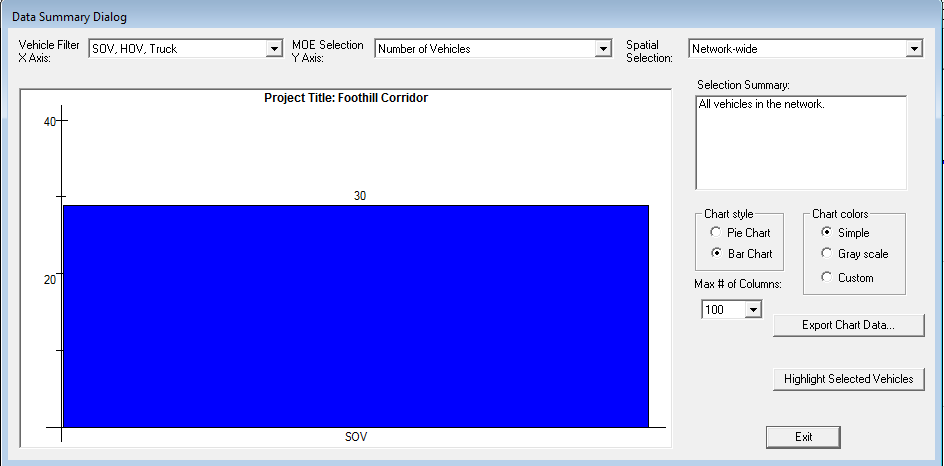 Data Summary Dialog
Vehicle Filter
X Axis:
SOV, HOV, Truck
MOE Selection
Y Axis:
Number of Vehicles
Spatial
Selection:
Network-wide
Project Title: Foothill Corridor
40
30
20
SOV
Selection Summary:
All vehicles in the network.
Chart style
Pie Chart
Bar Chart
Chart colors
Simple
Gray scale
Custom
Max # of Columns:
100
Export Chart Data...
Highlight Selected Vehicles
Exit